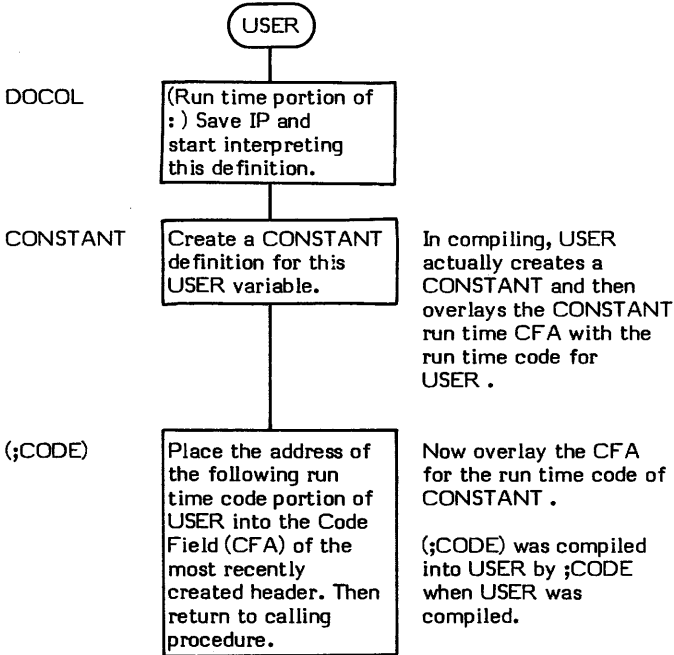 USER
DOCOL
(Run time portion of
: ) Save IP and
start interpreting
this definition.
CONSTANT
Create a CONSTANT
definition for this
USER variable.
In compiling, USER
actually creates a
CONSTANT and then
overlays the CONSTANT
run time CFA with the
run time code for
USER .
(;CODE)
Place the address of
the following run
time code portion of
USER into the Code
Field (CFA) of the
most recently
created header. Then
return to calling
procedure.
Now overlay the CFA
for the run time code of
CONSTANT .
(;CODE) was compiled
into USER by ;CODE
when USER was
compiled.